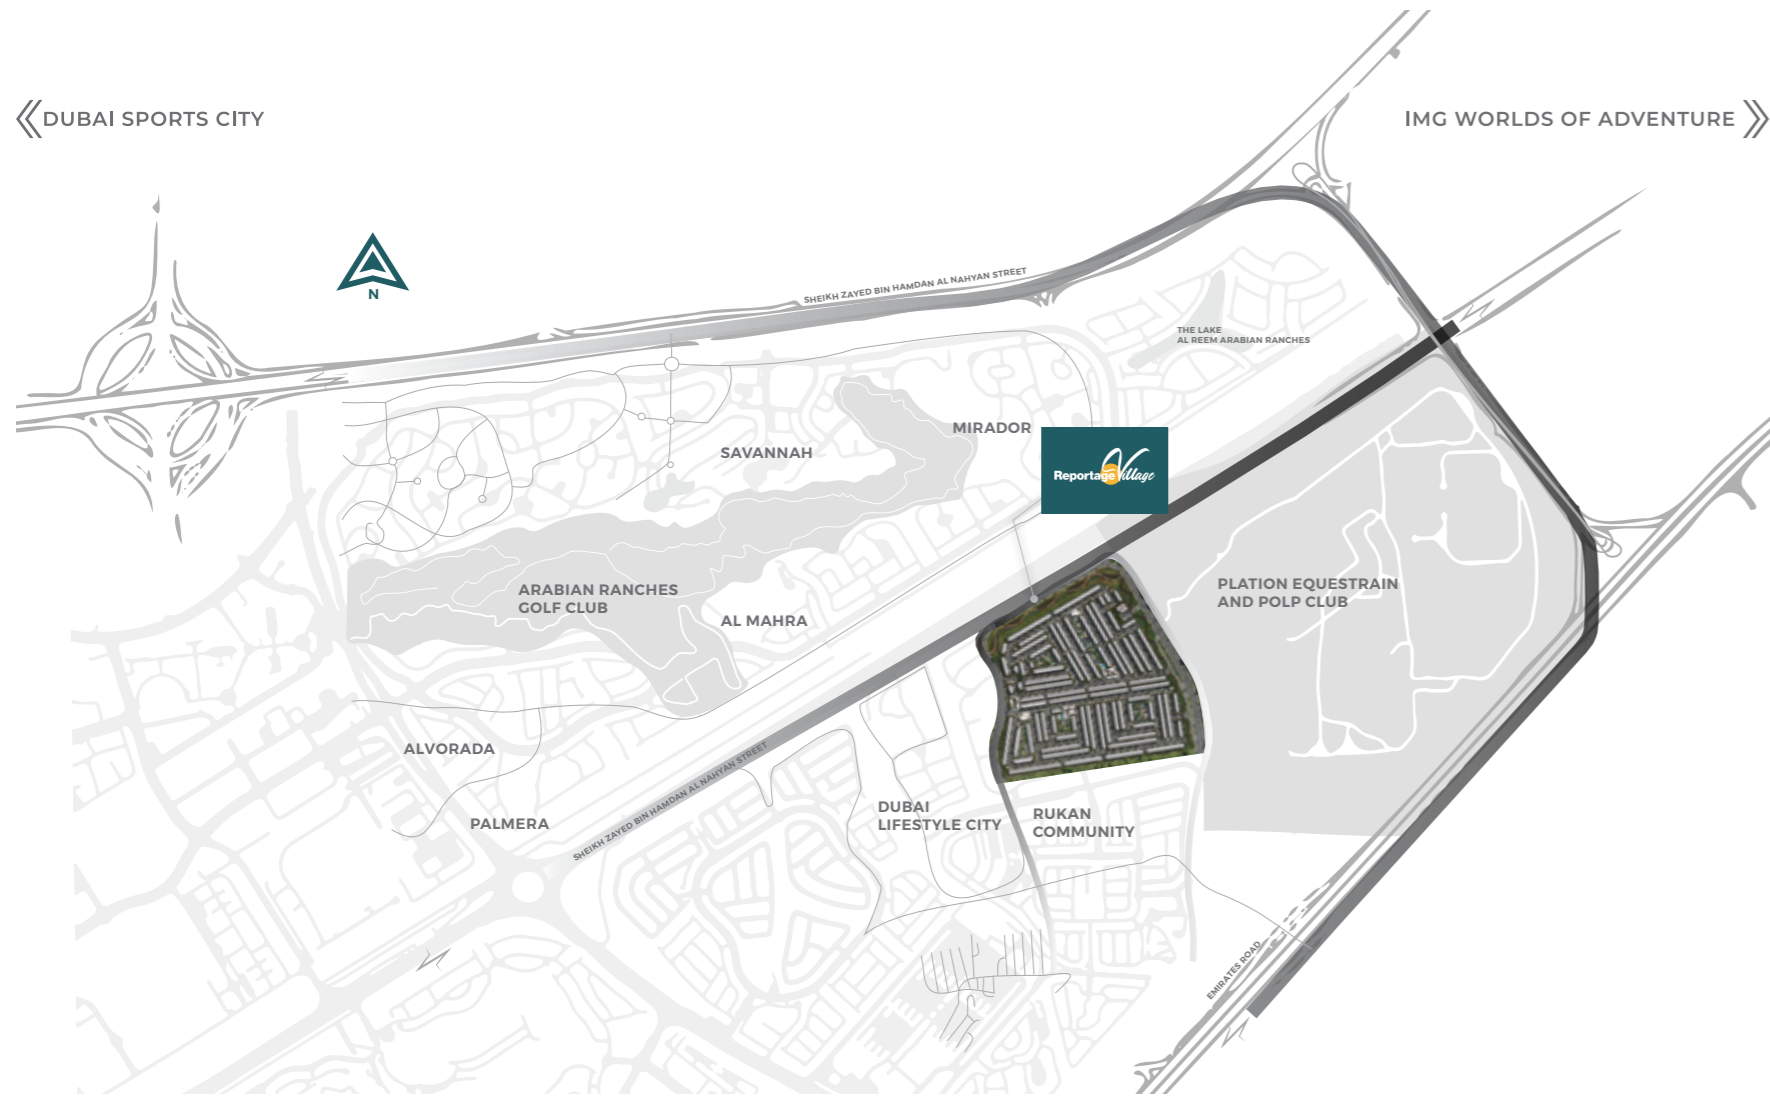 DUBAI SPORTS CITY
IMG WORLDS OF ADVENTURE
N
SHEIKH ZAYED BIN HAMDAN AL NAHYAN STREET
THE LAKE
AL REEM ARABIAN RANCHES
MIRADOR
SAVANNAH
Reportage Village
ARABIAN RANCHES
GOLF CLUB
PLATION EQUESTRAIN
AND POLP CLUB
AL MAHRA
ALVORADA
SHEIKH ZAYED BIN HAMDAN AL NAHYAN STREET
PALMERA
DUBAI
LIFESTYLE CITY
RUKAN
COMMUNITY
EMIRATES ROAD